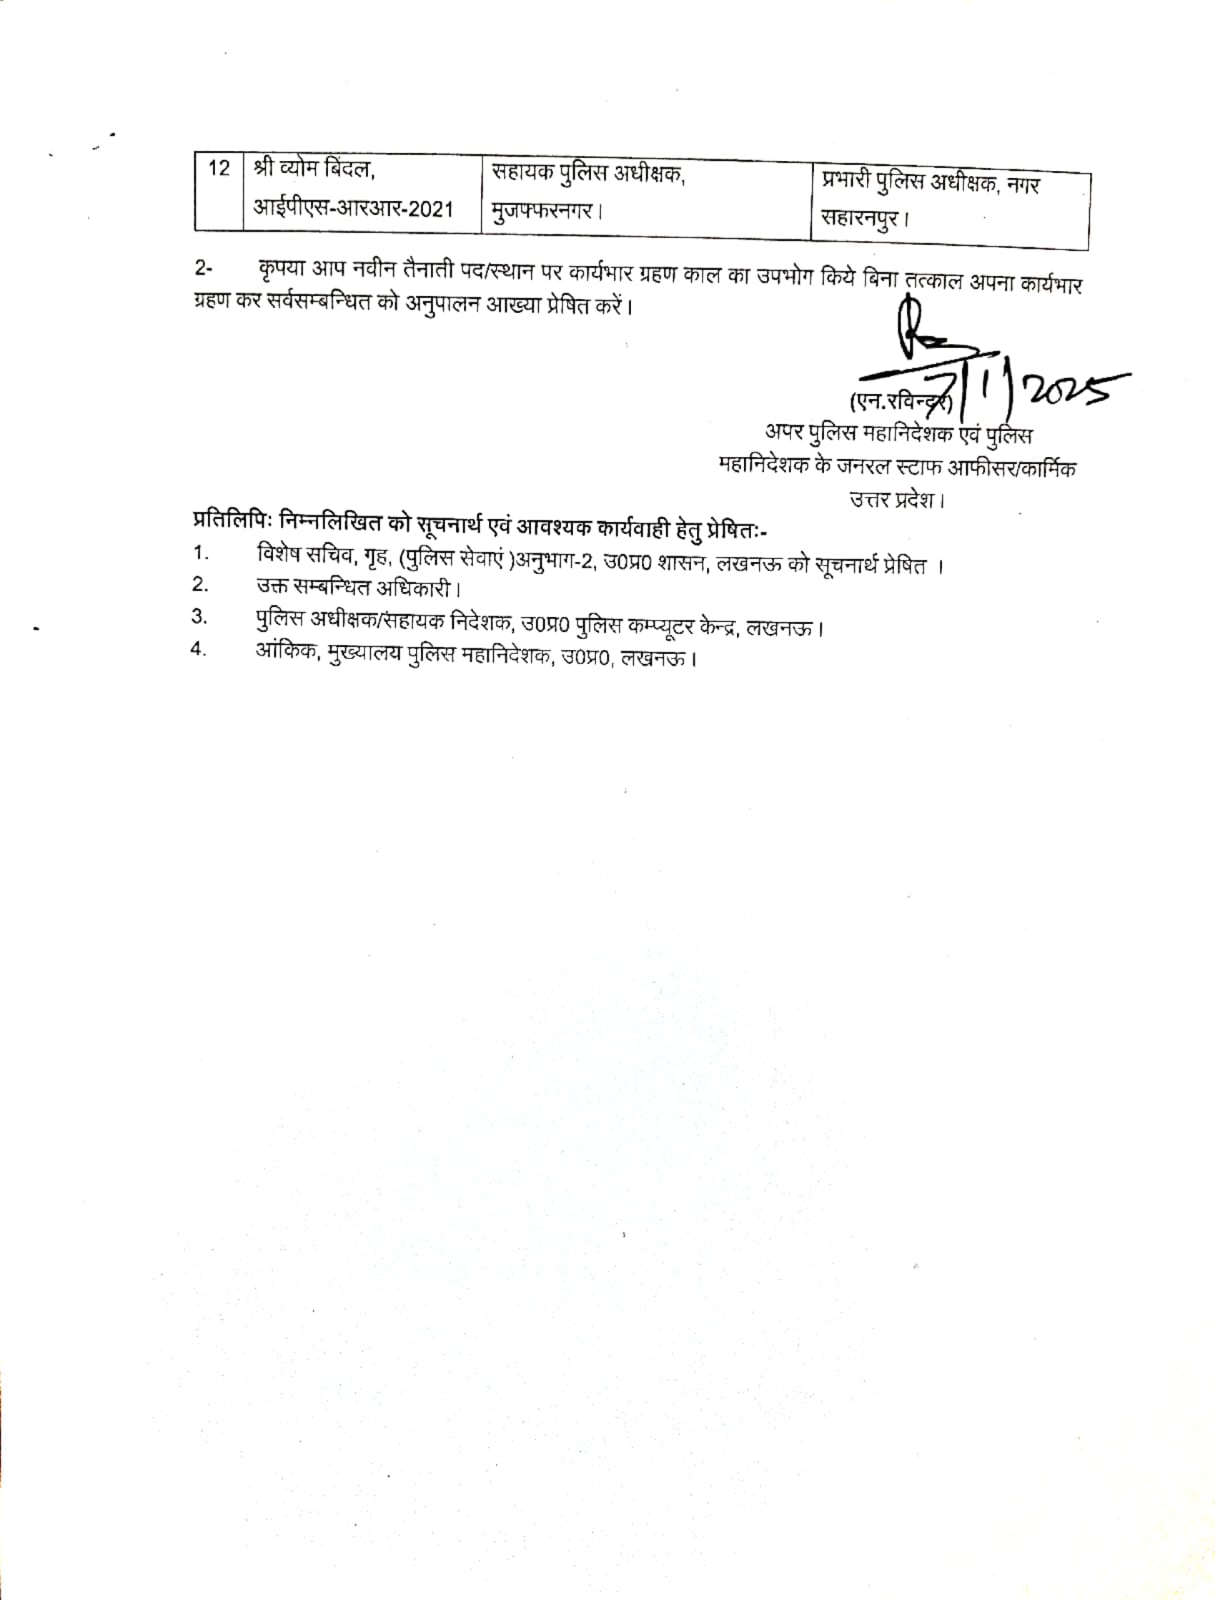 12 श्री व्योम बिंदल, सहायक पुलिस अधीक्षक, प्रभारी पुलिस अधीक्षक, नगर
आईपीएस-आरआर-2021 मुजफ्फरनगर। सहारनपुर।
2- कृपया आप नवीन तैनाती पद/स्थान पर कार्यभार ग्रहण काल का उपभोग किये बिना तत्काल अपना कार्यभार
ग्रहण कर सर्वसम्बन्धित को अनुपालन आख्या प्रेषित करें।
7/1/2025
(एन.रविन्दर)
अपर पुलिस महानिदेशक एवं पुलिस
महानिदेशक के जनरल स्टाफ आफीसर/कार्मिक
उत्तर प्रदेश।
प्रतिलिपिः निम्नलिखित को सूचनार्थ एवं आवश्यक कार्यवाही हेतु प्रेषितः-
1. विशेष सचिव, गृह, (पुलिस सेवाएं )अनुभाग-2, उ0प्र0 शासन, लखनऊ को सूचनार्थ प्रेषित ।
2. उक्त सम्बन्धित अधिकारी।
3. पुलिस अधीक्षक/सहायक निदेशक, उ0प्र0 पुलिस कम्प्यूटर केन्द्र, लखनऊ।
4. आंकिक, मुख्यालय पुलिस महानिदेशक, उ0प्र0, लखनऊ।